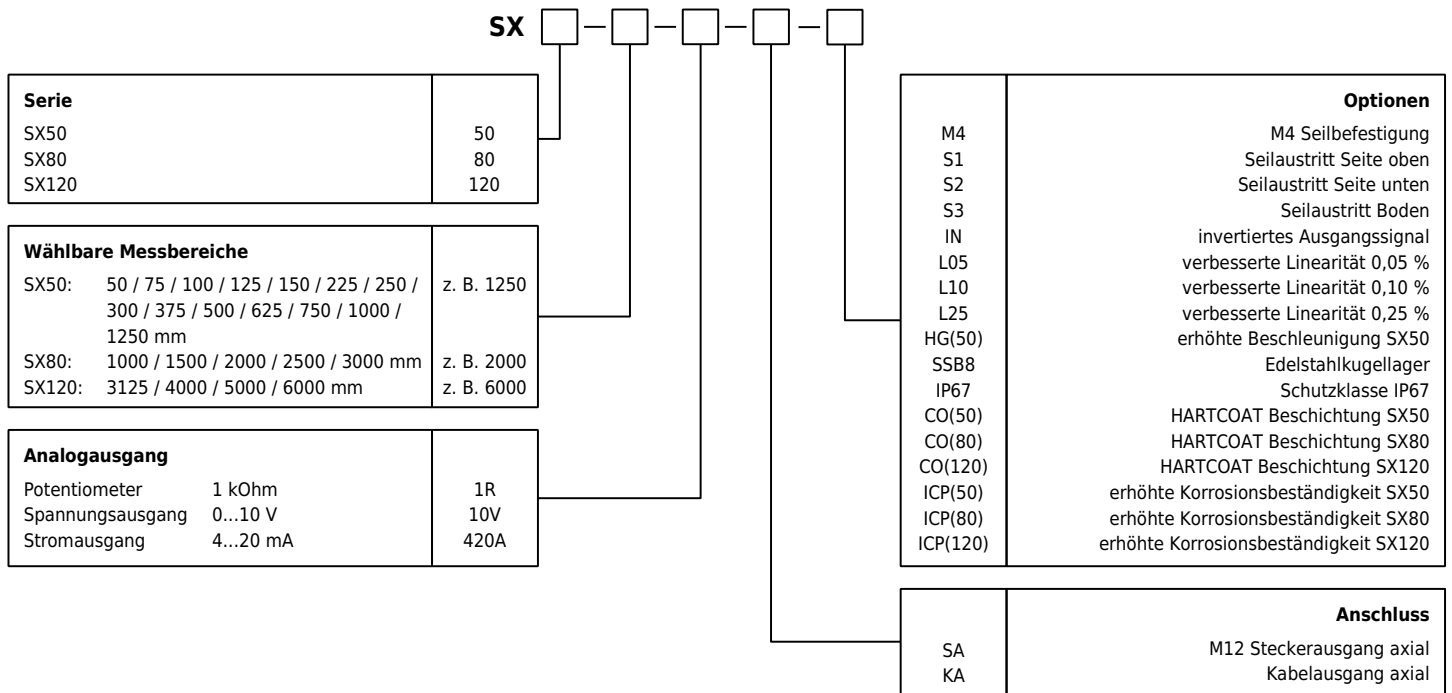 SX — — — —
Serie
SX50 50
SX80 80
SX120 120
Wählbare Messbereiche
SX50: 50 / 75 / 100 / 125 / 150 / 225 / 250 / z. B. 1250
300 / 375 / 500 / 625 / 750 / 1000 /
1250 mm
SX80: 1000 / 1500 / 2000 / 2500 / 3000 mm z. B. 2000
SX120: 3125 / 4000 / 5000 / 6000 mm z. B. 6000
Analogausgang
Potentiometer 1 kOhm 1R
Spannungsausgang 0...10 V 10V
Stromausgang 4...20 mA 420A
Optionen
M4 M4 Seilbefestigung
S1 Seilaustritt Seite oben
S2 Seilaustritt Seite unten
S3 Seilaustritt Boden
IN invertiertes Ausgangssignal
L05 verbesserte Linearität 0,05 %
L10 verbesserte Linearität 0,10 %
L25 verbesserte Linearität 0,25 %
HG(50) erhöhte Beschleunigung SX50
SSB8 Edelstahlkugellager
IP67 Schutzklasse IP67
CO(50) HARTCOAT Beschichtung SX50
CO(80) HARTCOAT Beschichtung SX80
CO(120) HARTCOAT Beschichtung SX120
ICP(50) erhöhte Korrosionsbeständigkeit SX50
ICP(80) erhöhte Korrosionsbeständigkeit SX80
ICP(120) erhöhte Korrosionsbeständigkeit SX120
Anschluss
SA M12 Steckerausgang axial
KA Kabelausgang axial